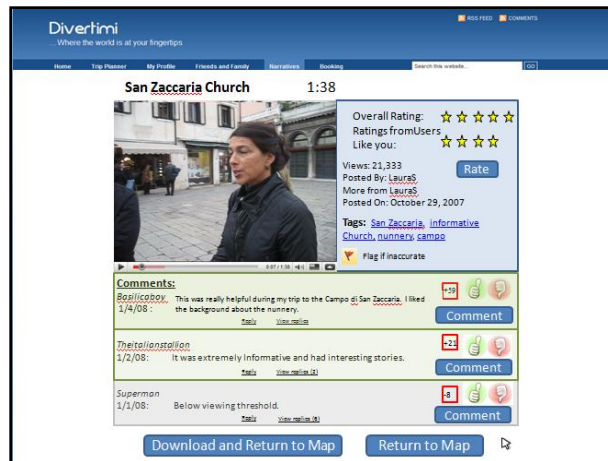 Divertimi
... Where the world is at your fingertips
RSS FEED COMMENTS
Home Trip Planner My Profile Friends and Family Narratives Booking Search this website... GO
San Zaccaria Church 1:38
Overall Rating:
Ratings fromUsers
Like you:
Views: 21,333
Posted By: LauraS
More from LauraS
Posted On: October 29, 2007
Rate
Tags: San Zaccaria, informative
Church, nunnery, campo
Flag if inaccurate
0:07 / 1:38
Comments:
Basilicaboy This was really helpful during my trip to the Campo di San Zaccaria. I liked
1/4/08 : the background about the nunnery.
Reply View replies
+59
Comment
Theitalianstallion
1/2/08: It was extremely Informative and had interesting stories.
Reply View replies (2)
+21
Comment
Superman
1/1/08: Below viewing threshold.
Reply View replies (6)
-8
Comment
Download and Return to Map Return to Map